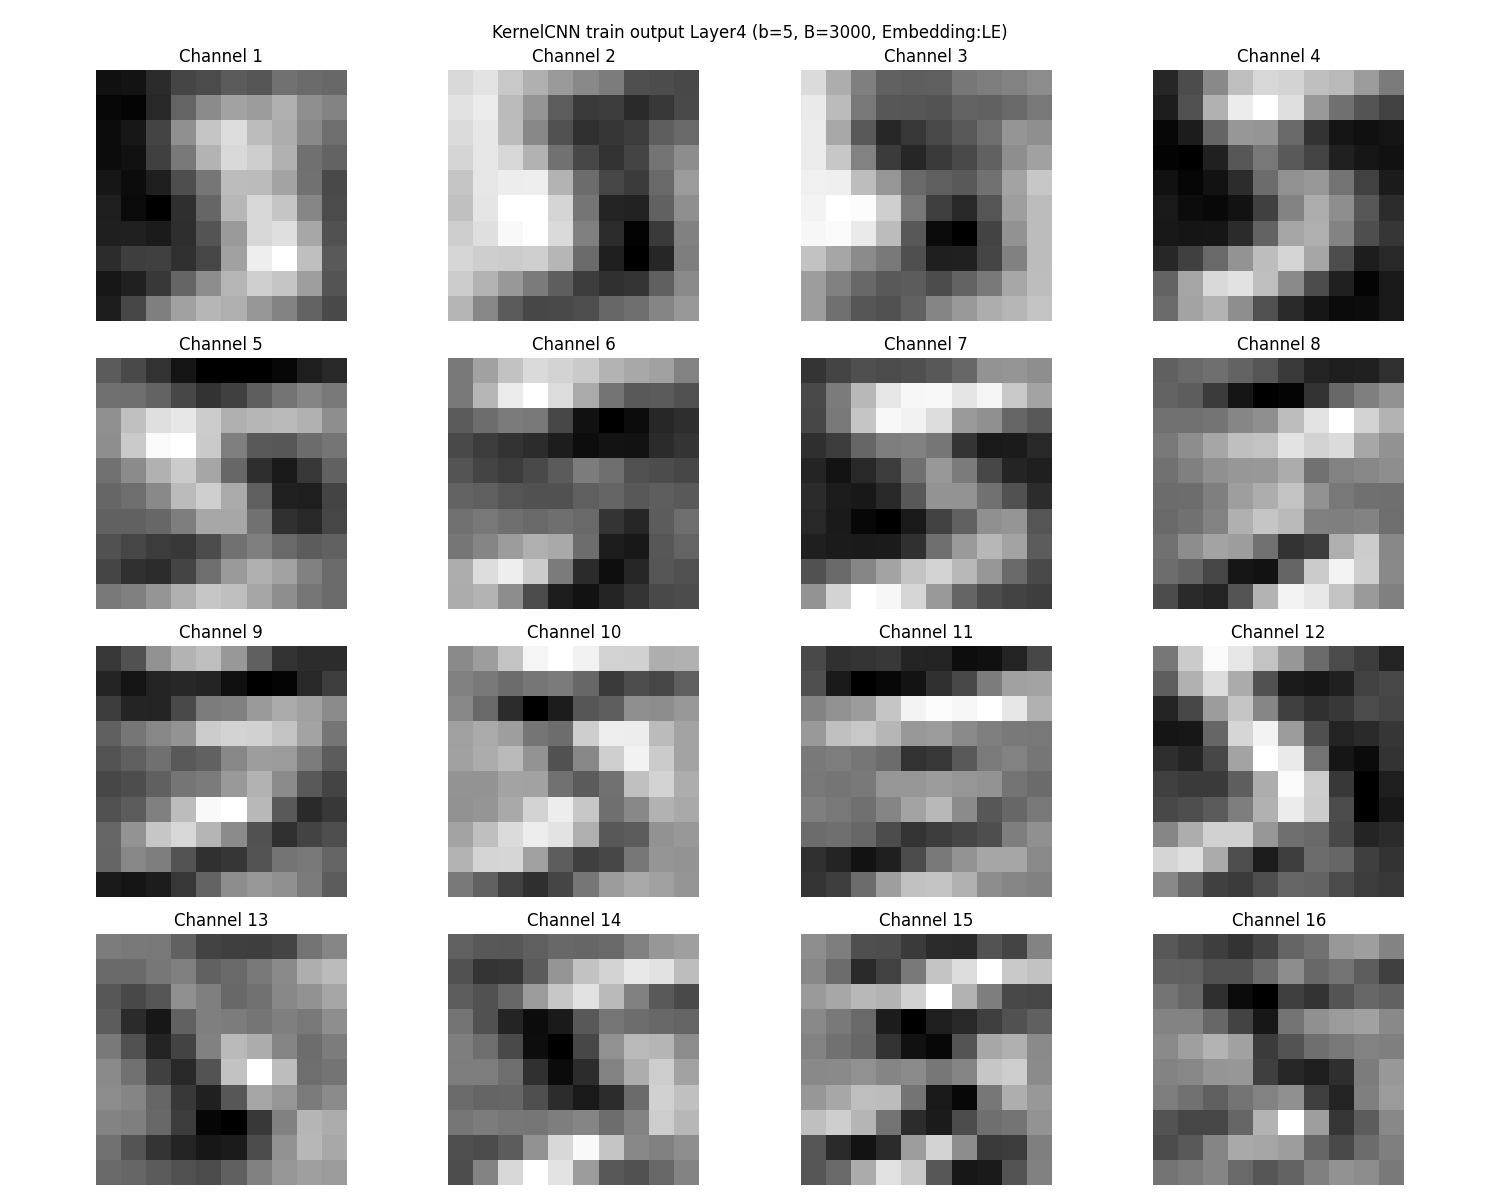 KernelCNN train output Layer4 (b=5, B=3000, Embedding:LE)
Channel 1
Channel 2
Channel 3
Channel 4
Channel 5
Channel 6
Channel 7
Channel 8
Channel 9
Channel 10
Channel 11
Channel 12
Channel 13
Channel 14
Channel 15
Channel 16